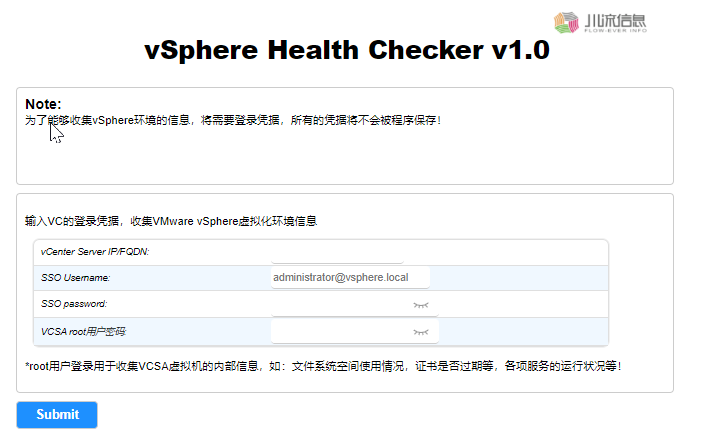 川流信息
FLOW-EVER INFO
vSphere Health Checker v1.0
Note:
为了能够收集vSphere环境的信息，将需要登录凭据，所有的凭据将不会被程序保存！
输入VC的登录凭据，收集VMware vSphere虚拟化环境信息
vCenter Server IP/FQDN:
SSO Username:
administrator@vsphere.local
SSO password:
VCSA root用户密码:
*root用户登录用于收集VCSA虚拟机的内部信息，如：文件系统空间使用情况，证书是否过期等，各项服务的运行状况等！
Submit